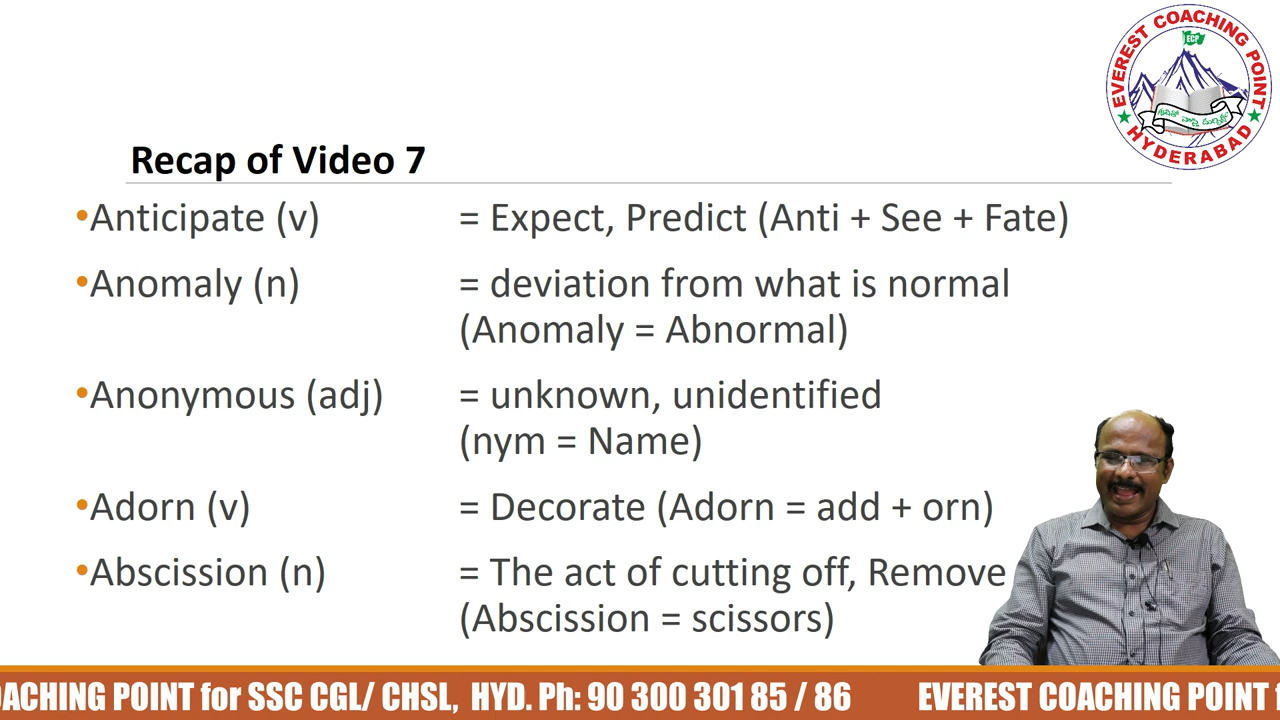 EVEREST COACHING POINT
ECP
HYDERABAD
Recap of Video 7
•Anticipate (v) = Expect, Predict (Anti + See + Fate)
•Anomaly (n) = deviation from what is normal
(Anomaly = Abnormal)
•Anonymous (adj) = unknown, unidentified
(nym = Name)
•Adorn (v) = Decorate (Adorn = add + orn)
•Abscission (n) = The act of cutting off, Remove
(Abscission = scissors)
OACHING POINT for SSC CGL/ CHSL, HYD. Ph: 90 300 301 85 / 86 EVEREST COACHING POINT